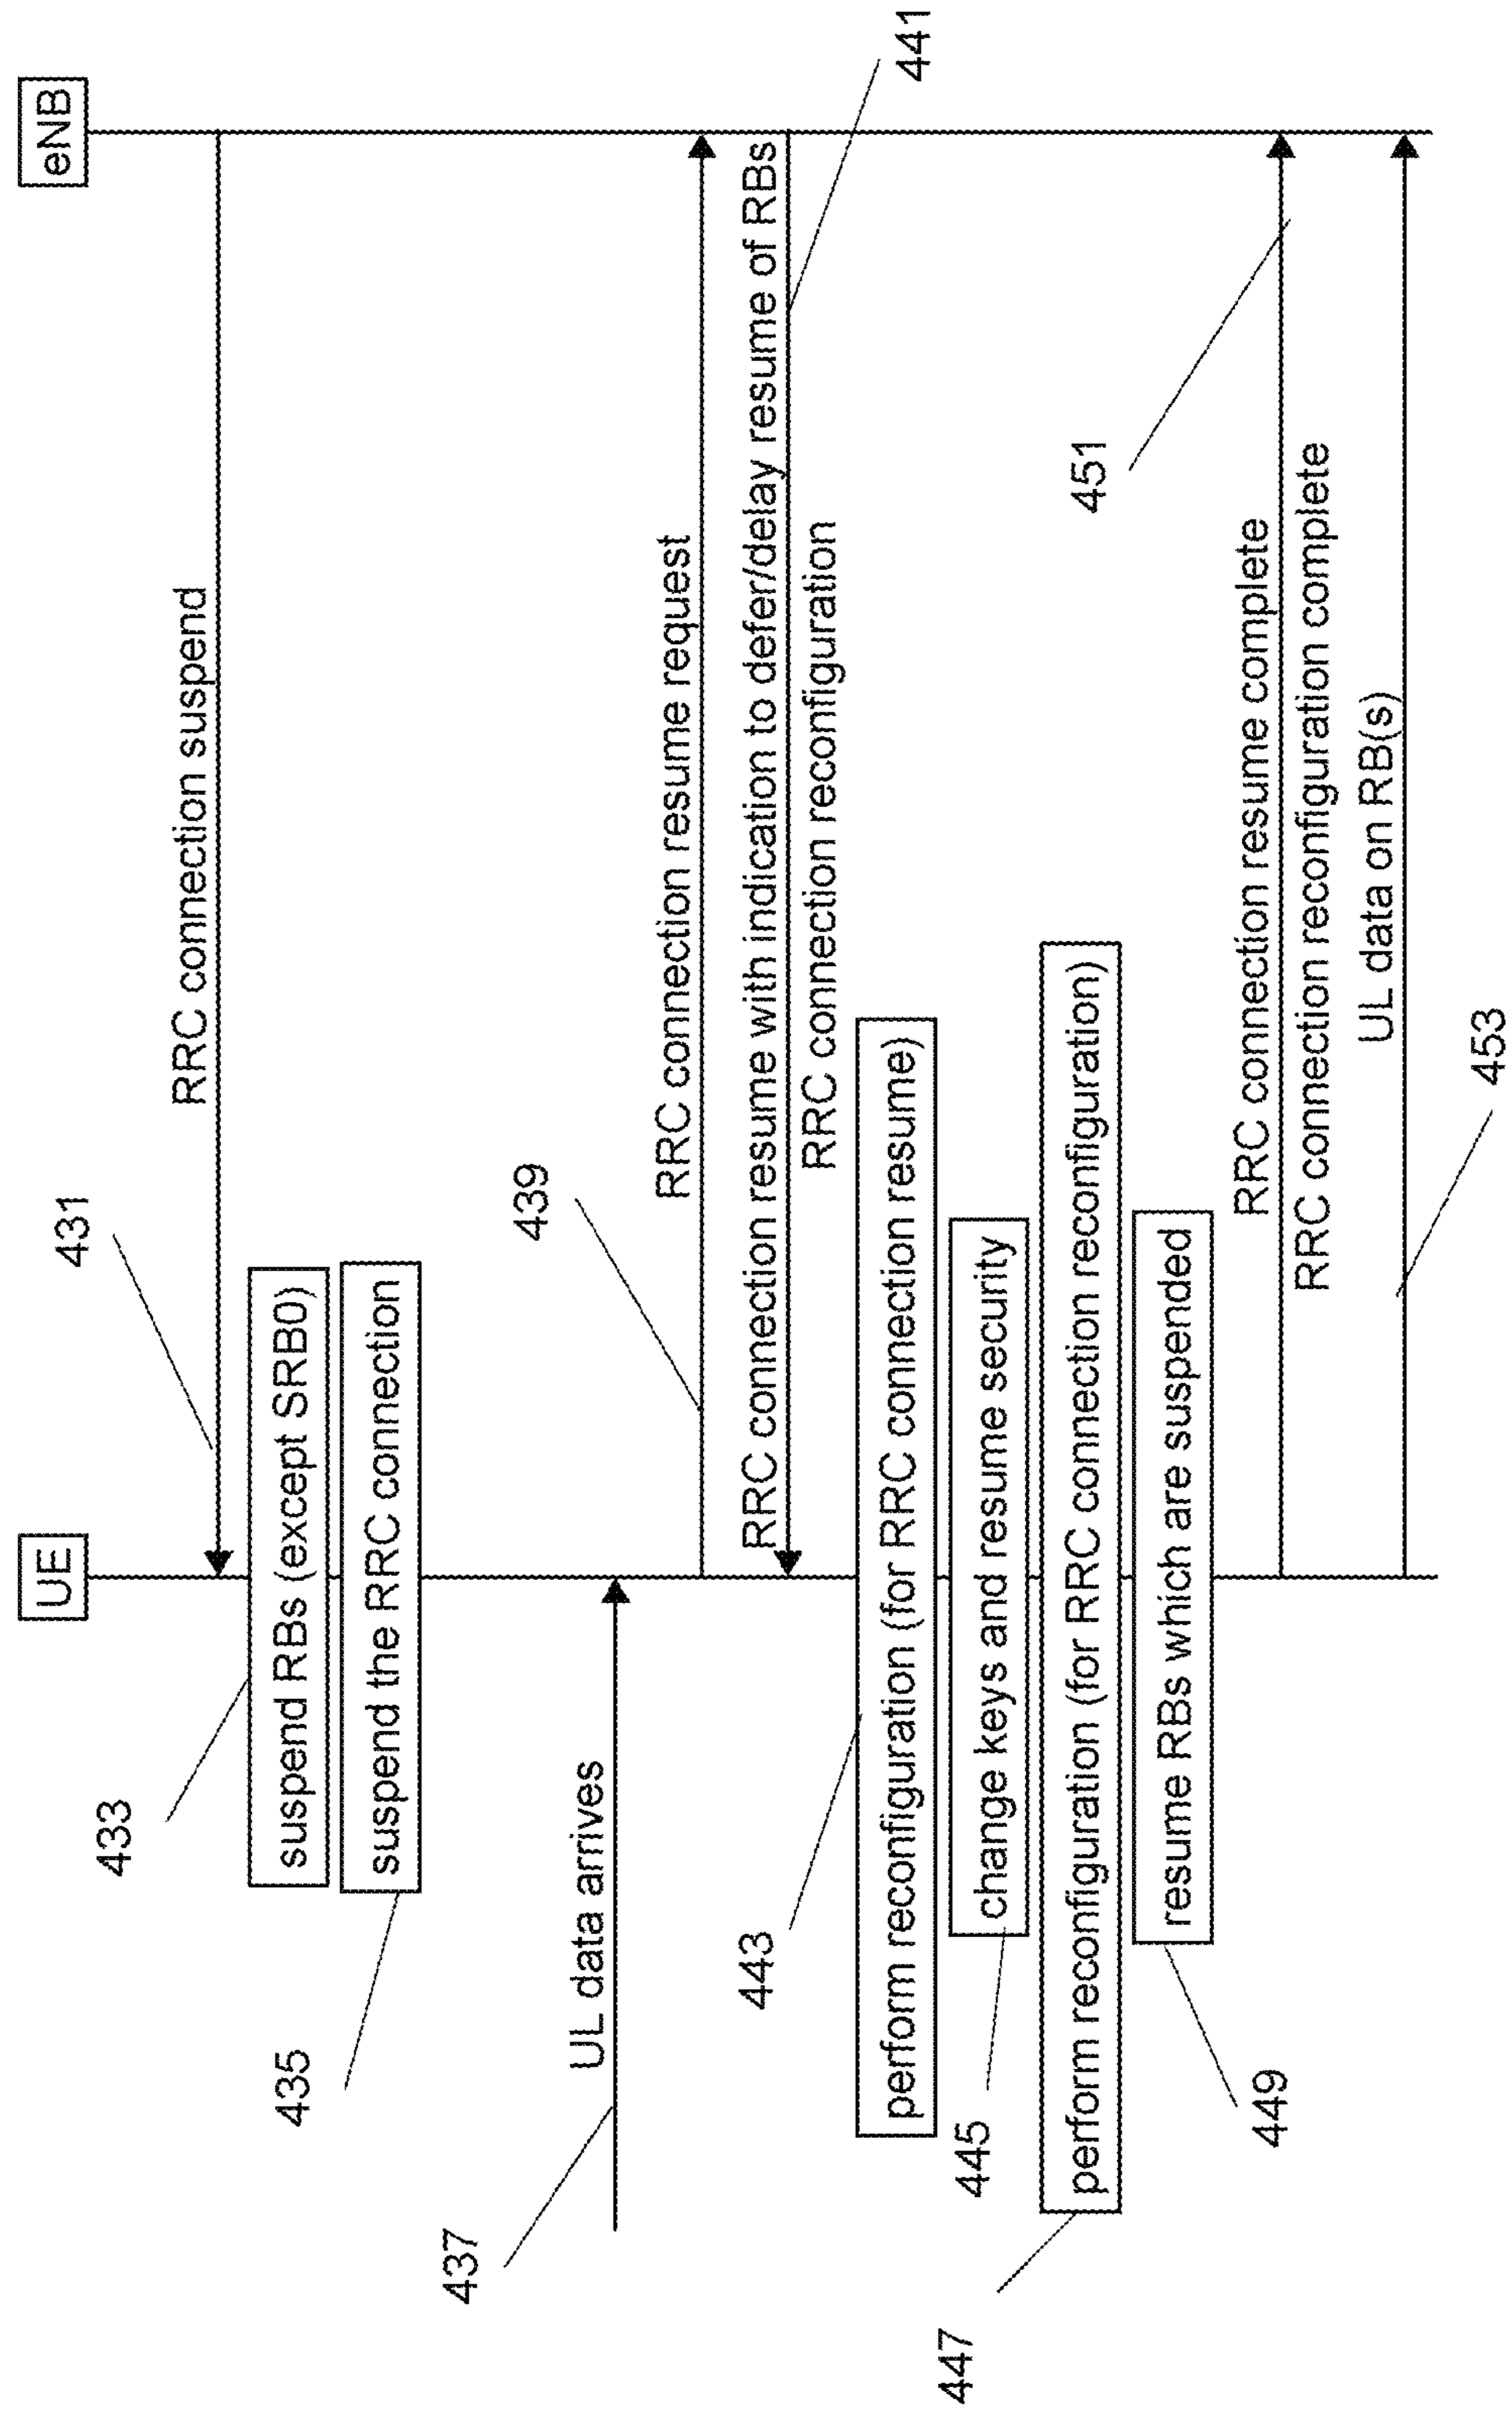 UE
eNB
431
RRC connection suspend
433
suspend RBs (except SRB0)
435
suspend the RRC connection
437
UL data arrives
439
RRC connection resume request
RRC connection resume with indication to defer/delay resume of RBs
RRC connection reconfiguration
441
443
perform reconfiguration (for RRC connection resume)
445
change keys and resume security
447
perform reconfiguration (for RRC connection reconfiguration)
449
resume RBs which are suspended
451
RRC connection resume complete
RRC connection reconfiguration complete
UL data on RB(s)
453